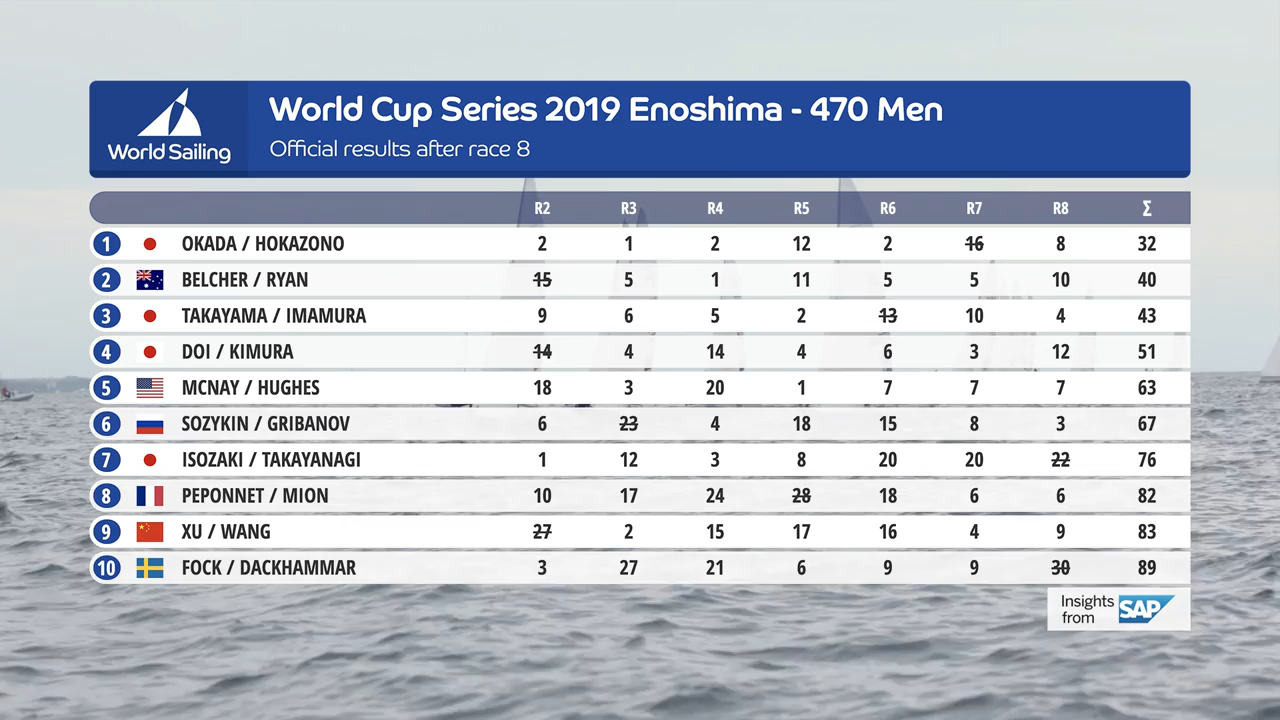 World Sailing
World Cup Series 2019 Enoshima - 470 Men
Official results after race 8
R2 R3 R4 R5 R6 R7 R8 Σ
1 OKADA / HOKAZONO 2 1 2 12 2 16 8 32
2 BELCHER / RYAN 15 5 1 11 5 5 10 40
3 TAKAYAMA / IMAMURA 9 6 5 2 13 10 4 43
4 DOI / KIMURA 14 4 14 4 6 3 12 51
5 MCNAY / HUGHES 18 3 20 1 7 7 7 63
6 SOZYKIN / GRIBANOV 6 23 4 18 15 8 3 67
7 ISOZAKI / TAKAYANAGI 1 12 3 8 20 20 22 76
8 PEPONNET / MION 10 17 24 28 18 6 6 82
9 XU / WANG 27 2 15 17 16 4 9 83
10 FOCK / DACKHAMMAR 3 27 21 6 9 9 30 89
Insights from SAP